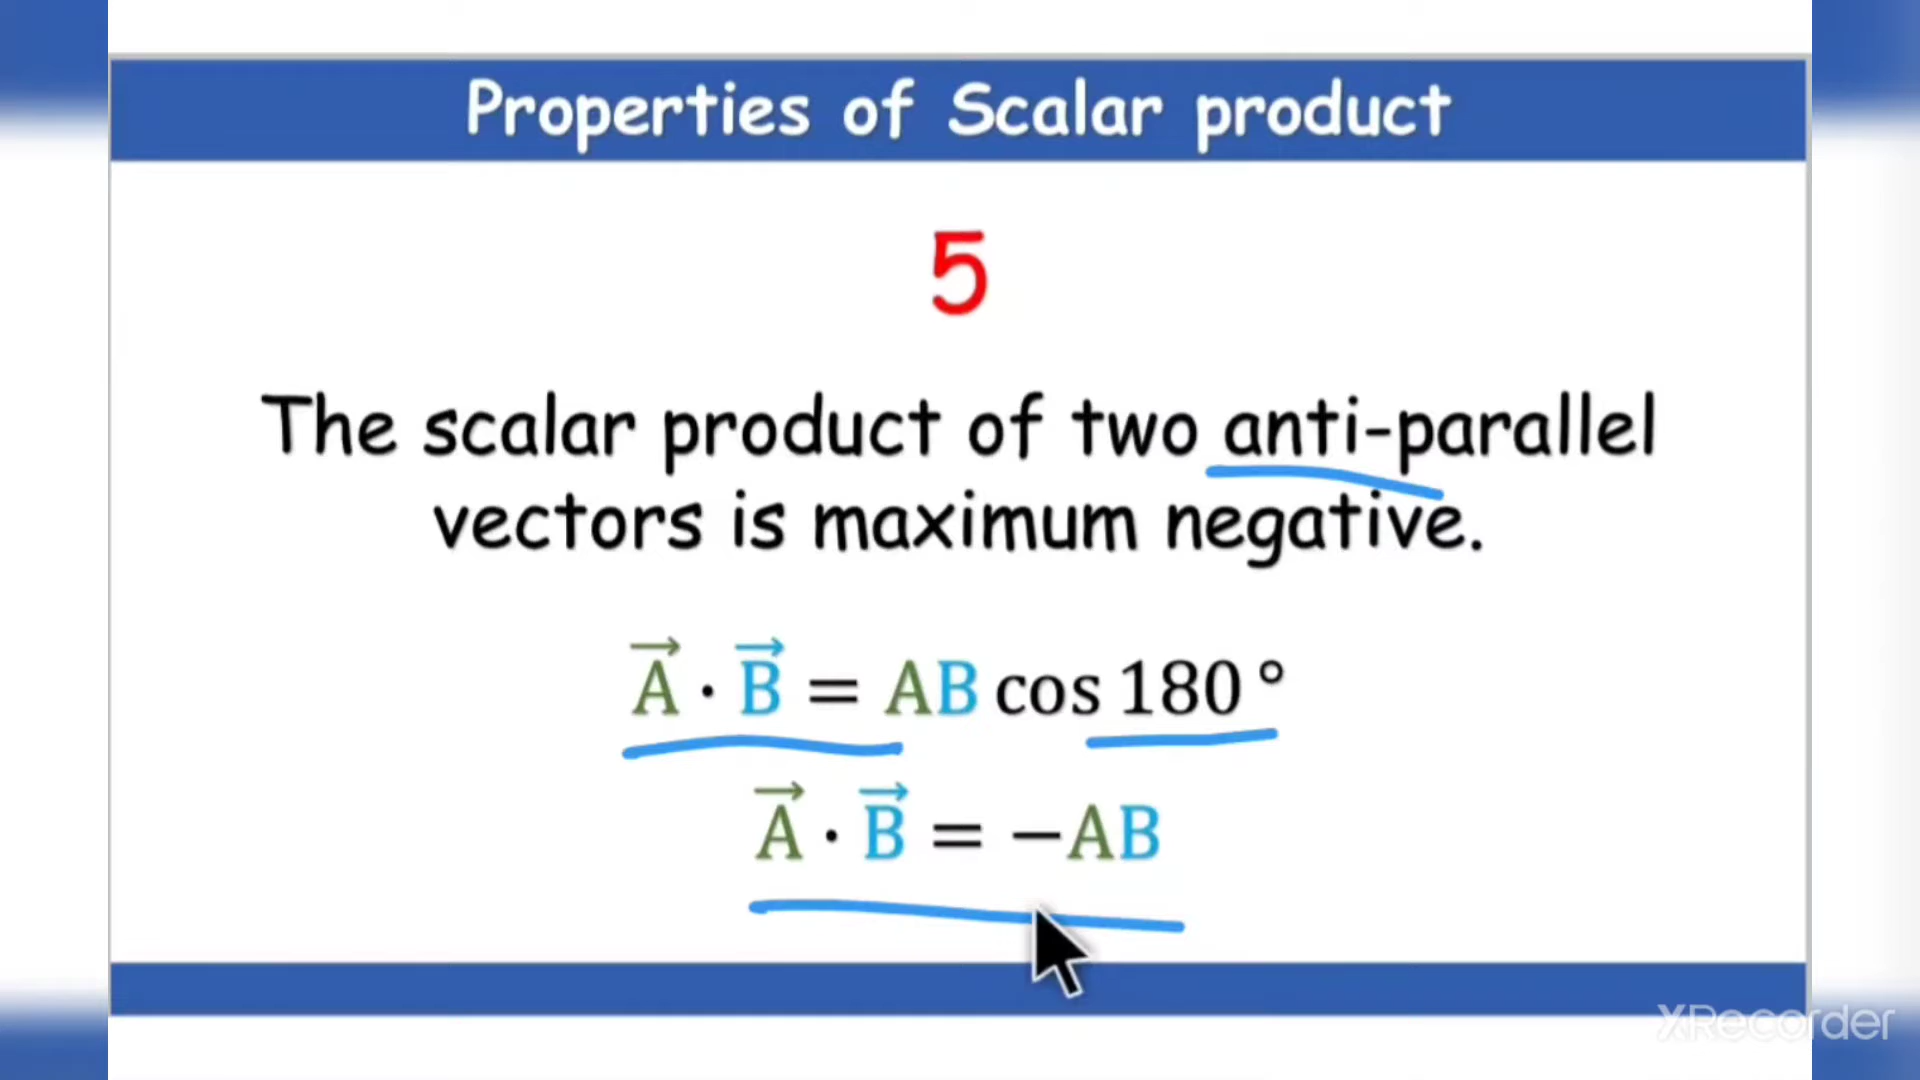 Properties of Scalar product
5
The scalar product of two anti-parallel
vectors is maximum negative.
A⃗ · B⃗ = AB cos 180 °
A⃗ · B⃗ = −AB
XRecorder